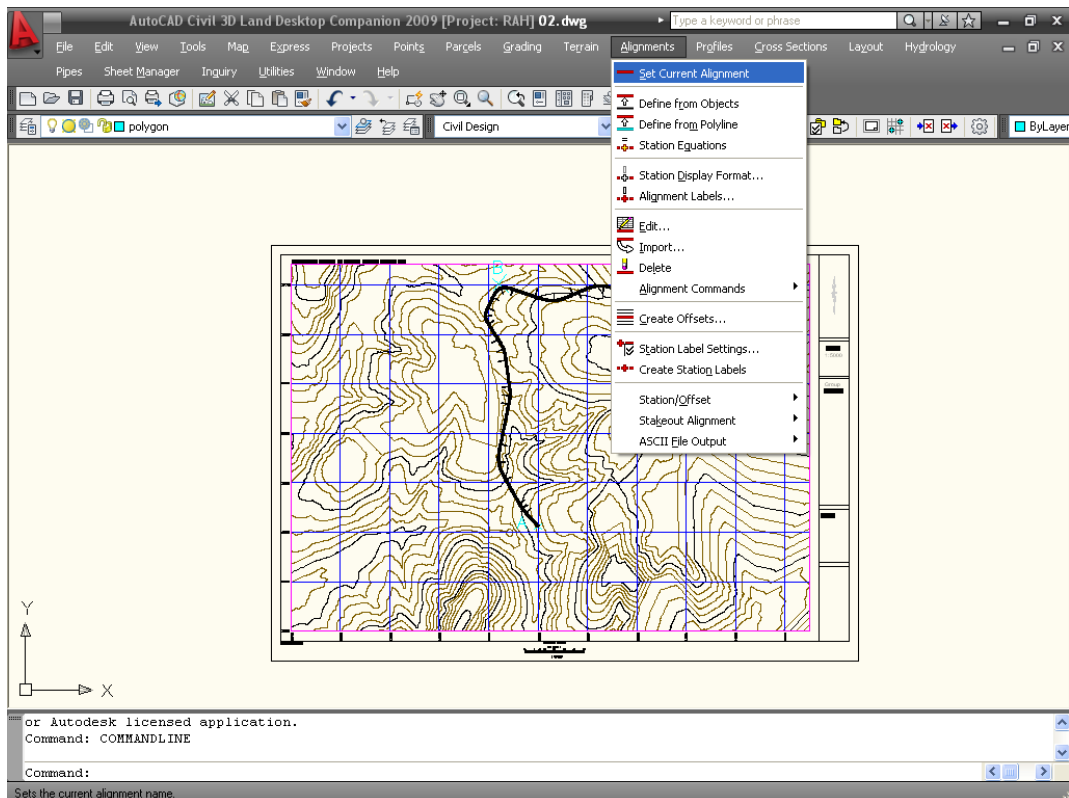 AutoCAD Civil 3D Land Desktop Companion 2009 [Project: RAH] 02.dwg
Type a keyword or phrase
File Edit View Tools Map Express Projects Points Parcels Grading Terrain Alignments Profiles Cross Sections Layout Hydrology
Pipes Sheet Manager Inquiry Utilities Window Help
polygon
Civil Design
ByLayer
Set Current Alignment
Define from Objects
Define from Polyline
Station Equations
Station Display Format...
Alignment Labels...
Edit...
Import...
Delete
Alignment Commands
Create Offsets...
Station Label Settings...
Create Station Labels
Station/Offset
Stakeout Alignment
ASCII File Output
B
A
1:5000
Group
Y
X
or Autodesk licensed application.
Command: COMMANDLINE
Command:
Sets the current alignment name.